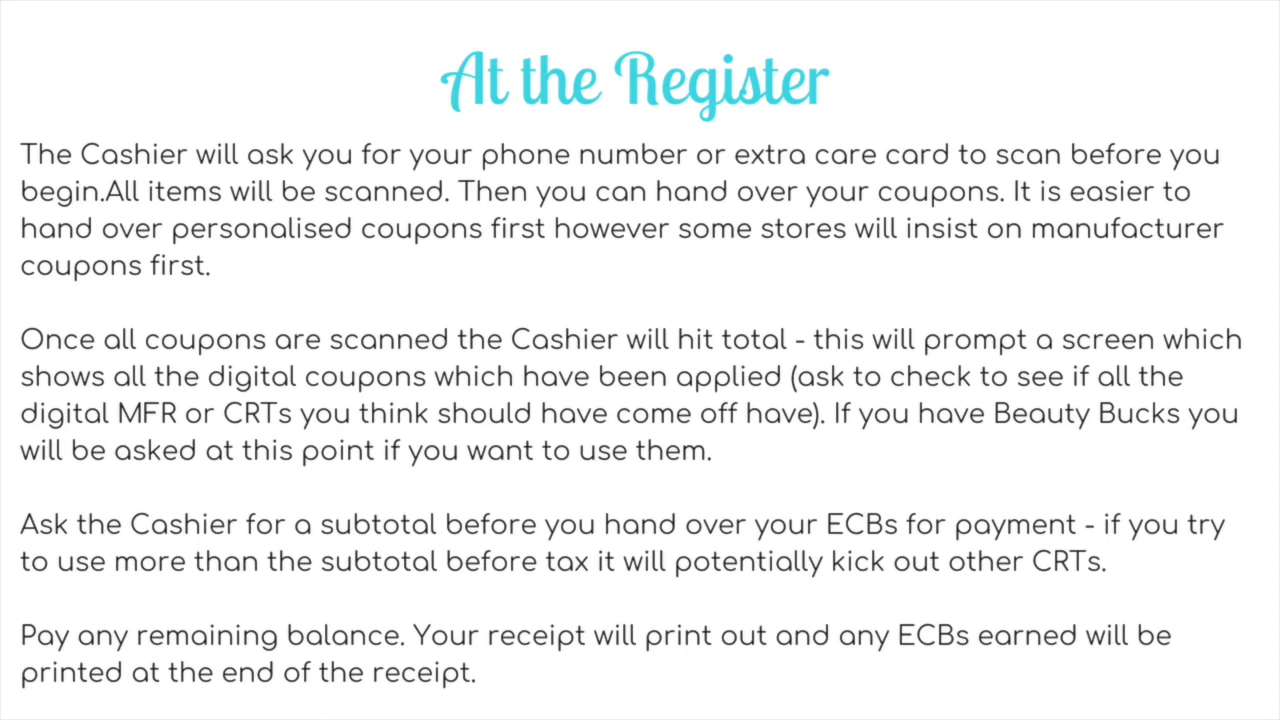 At the Register
The Cashier will ask you for your phone number or extra care card to scan before you
begin.All items will be scanned. Then you can hand over your coupons. It is easier to
hand over personalised coupons first however some stores will insist on manufacturer
coupons first.
Once all coupons are scanned the Cashier will hit total - this will prompt a screen which
shows all the digital coupons which have been applied (ask to check to see if all the
digital MFR or CRTs you think should have come off have). If you have Beauty Bucks you
will be asked at this point if you want to use them.
Ask the Cashier for a subtotal before you hand over your ECBs for payment - if you try
to use more than the subtotal before tax it will potentially kick out other CRTs.
Pay any remaining balance. Your receipt will print out and any ECBs earned will be
printed at the end of the receipt.